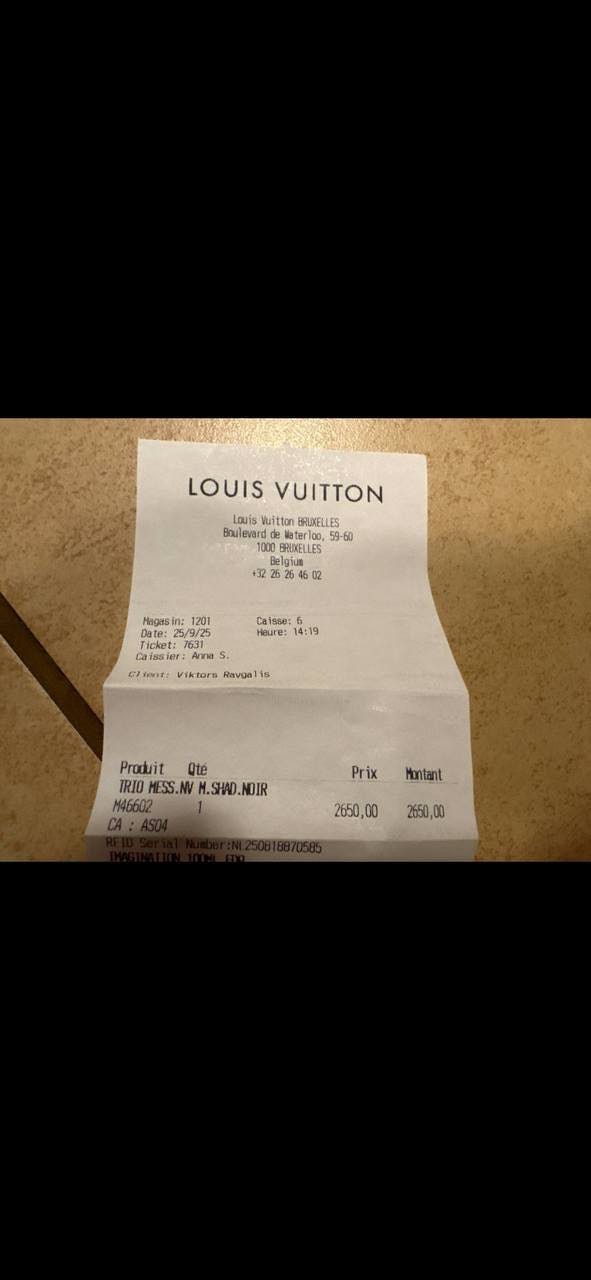 LOUIS VUITTON
Louis Vuitton BRUXELLES
Boulevard de Waterloo, 59-60
1000 BRUXELLES
Belgium
+32 26 26 46 02
Magasin: 1201 Caisse: 6
Date: 25/9/25 Heure: 14:19
Ticket: 7631
Caissier: Anna S.
Client: Viktors Ravgalis
Produit Qté Prix Montant
TRIO MESS.NV M.SHAD.NOIR
M46602 1 2650,00 2650,00
CA : AS04
RFID Serial Number:NL250818870585
IMAGINATION 100ML EDP